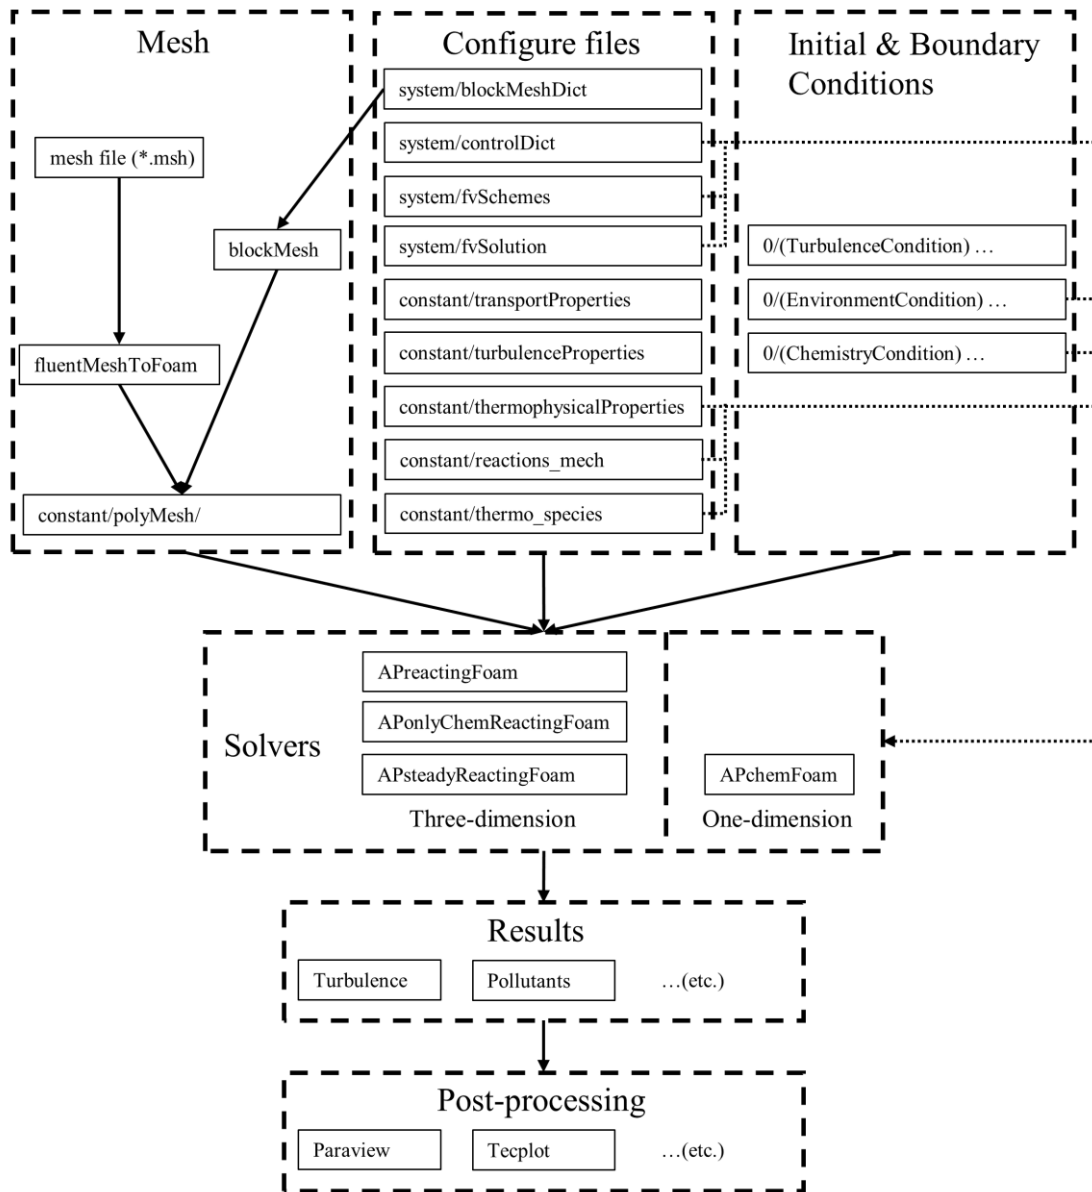 Mesh
mesh file (*.msh)
blockMesh
fluentMeshToFoam
constant/polyMesh/
Configure files
system/blockMeshDict
system/controlDict
system/fvSchemes
system/fvSolution
constant/transportProperties
constant/turbulenceProperties
constant/thermophysicalProperties
constant/reactions_mech
constant/thermo_species
Initial & Boundary
Conditions
0/(TurbulenceCondition) …
0/(EnvironmentCondition) …
0/(ChemistryCondition) …
Solvers
APreactingFoam
APonlyChemReactingFoam
APsteadyReactingFoam
Three-dimension
APchemFoam
One-dimension
Results
Turbulence
Pollutants
…(etc.)
Post-processing
Paraview
Tecplot
…(etc.)